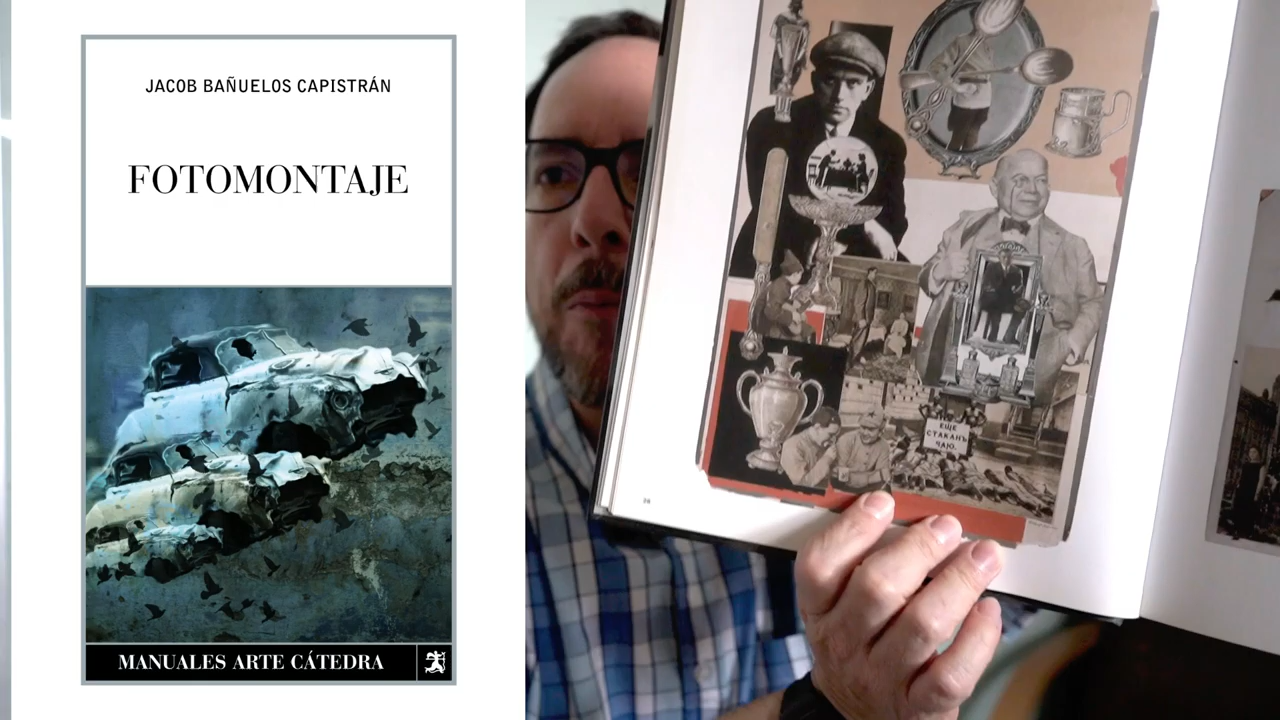 JACOB BAÑUELOS CAPISTRÁN
FOTOMONTAJE
MANUALES ARTE CÁTEDRA
ЕЩЕ
СТАКАНЪ
ЧАЮ.